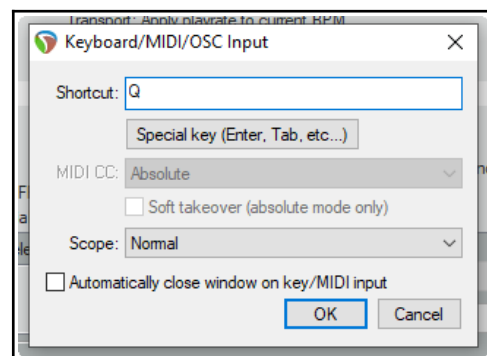 Transport: Apply playrate to current BPM
Keyboard/MIDI/OSC Input
Shortcut: Q
Special key (Enter, Tab, etc...)
MIDI CC: Absolute
Soft takeover (absolute mode only)
Scope: Normal
Automatically close window on key/MIDI input
OK Cancel